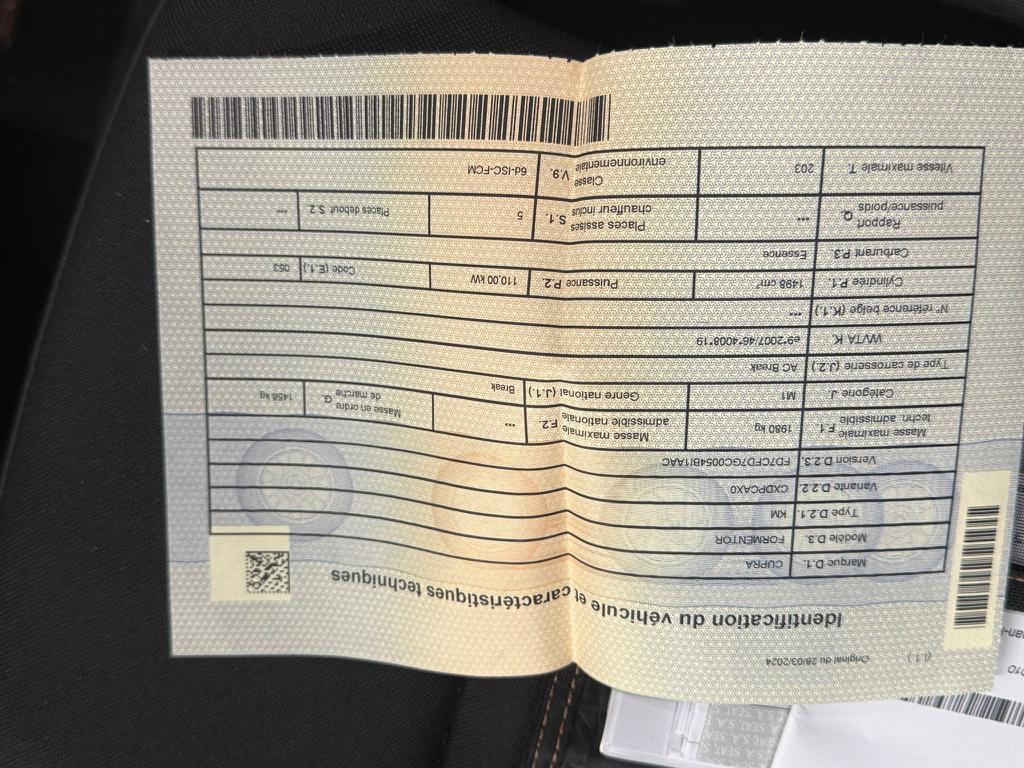 (I.1.) Original du 28/03/2024
Identification du véhicule et caractéristiques techniques
Marque D.1. CUPRA
Modèle D.3. FORMENTOR
Type D.2.1. KM
Variante D.2.2. CXDPCAX0
Version D.2.3. FD7CFD7GC0054BI1AAC
Masse maximale techn. admissible F.1. 1980 kg Masse maximale admissible nationale F.2. *** Masse en ordre de marche G. 1458 kg
Catégorie J. M1 Genre national (J.1.) Break
Type de carrosserie (J.2.) AC Break
WVTA K. e9*2007/46*4008*19
N° référence belge (K.1.) ***
Cylindrée P.1. 1498 cm³ Puissance P.2. 110,00 kW Code (E.1.) 053
Carburant P.3. Essence
Rapport puissance/poids Q. *** Places assises chauffeur inclus S.1. 5 Places debout S.2. ***
Vitesse maximale T. 203 Classe environnementale V.9. 6d-ISC-FCM
SEAT, S.A. SEAT, S.A.